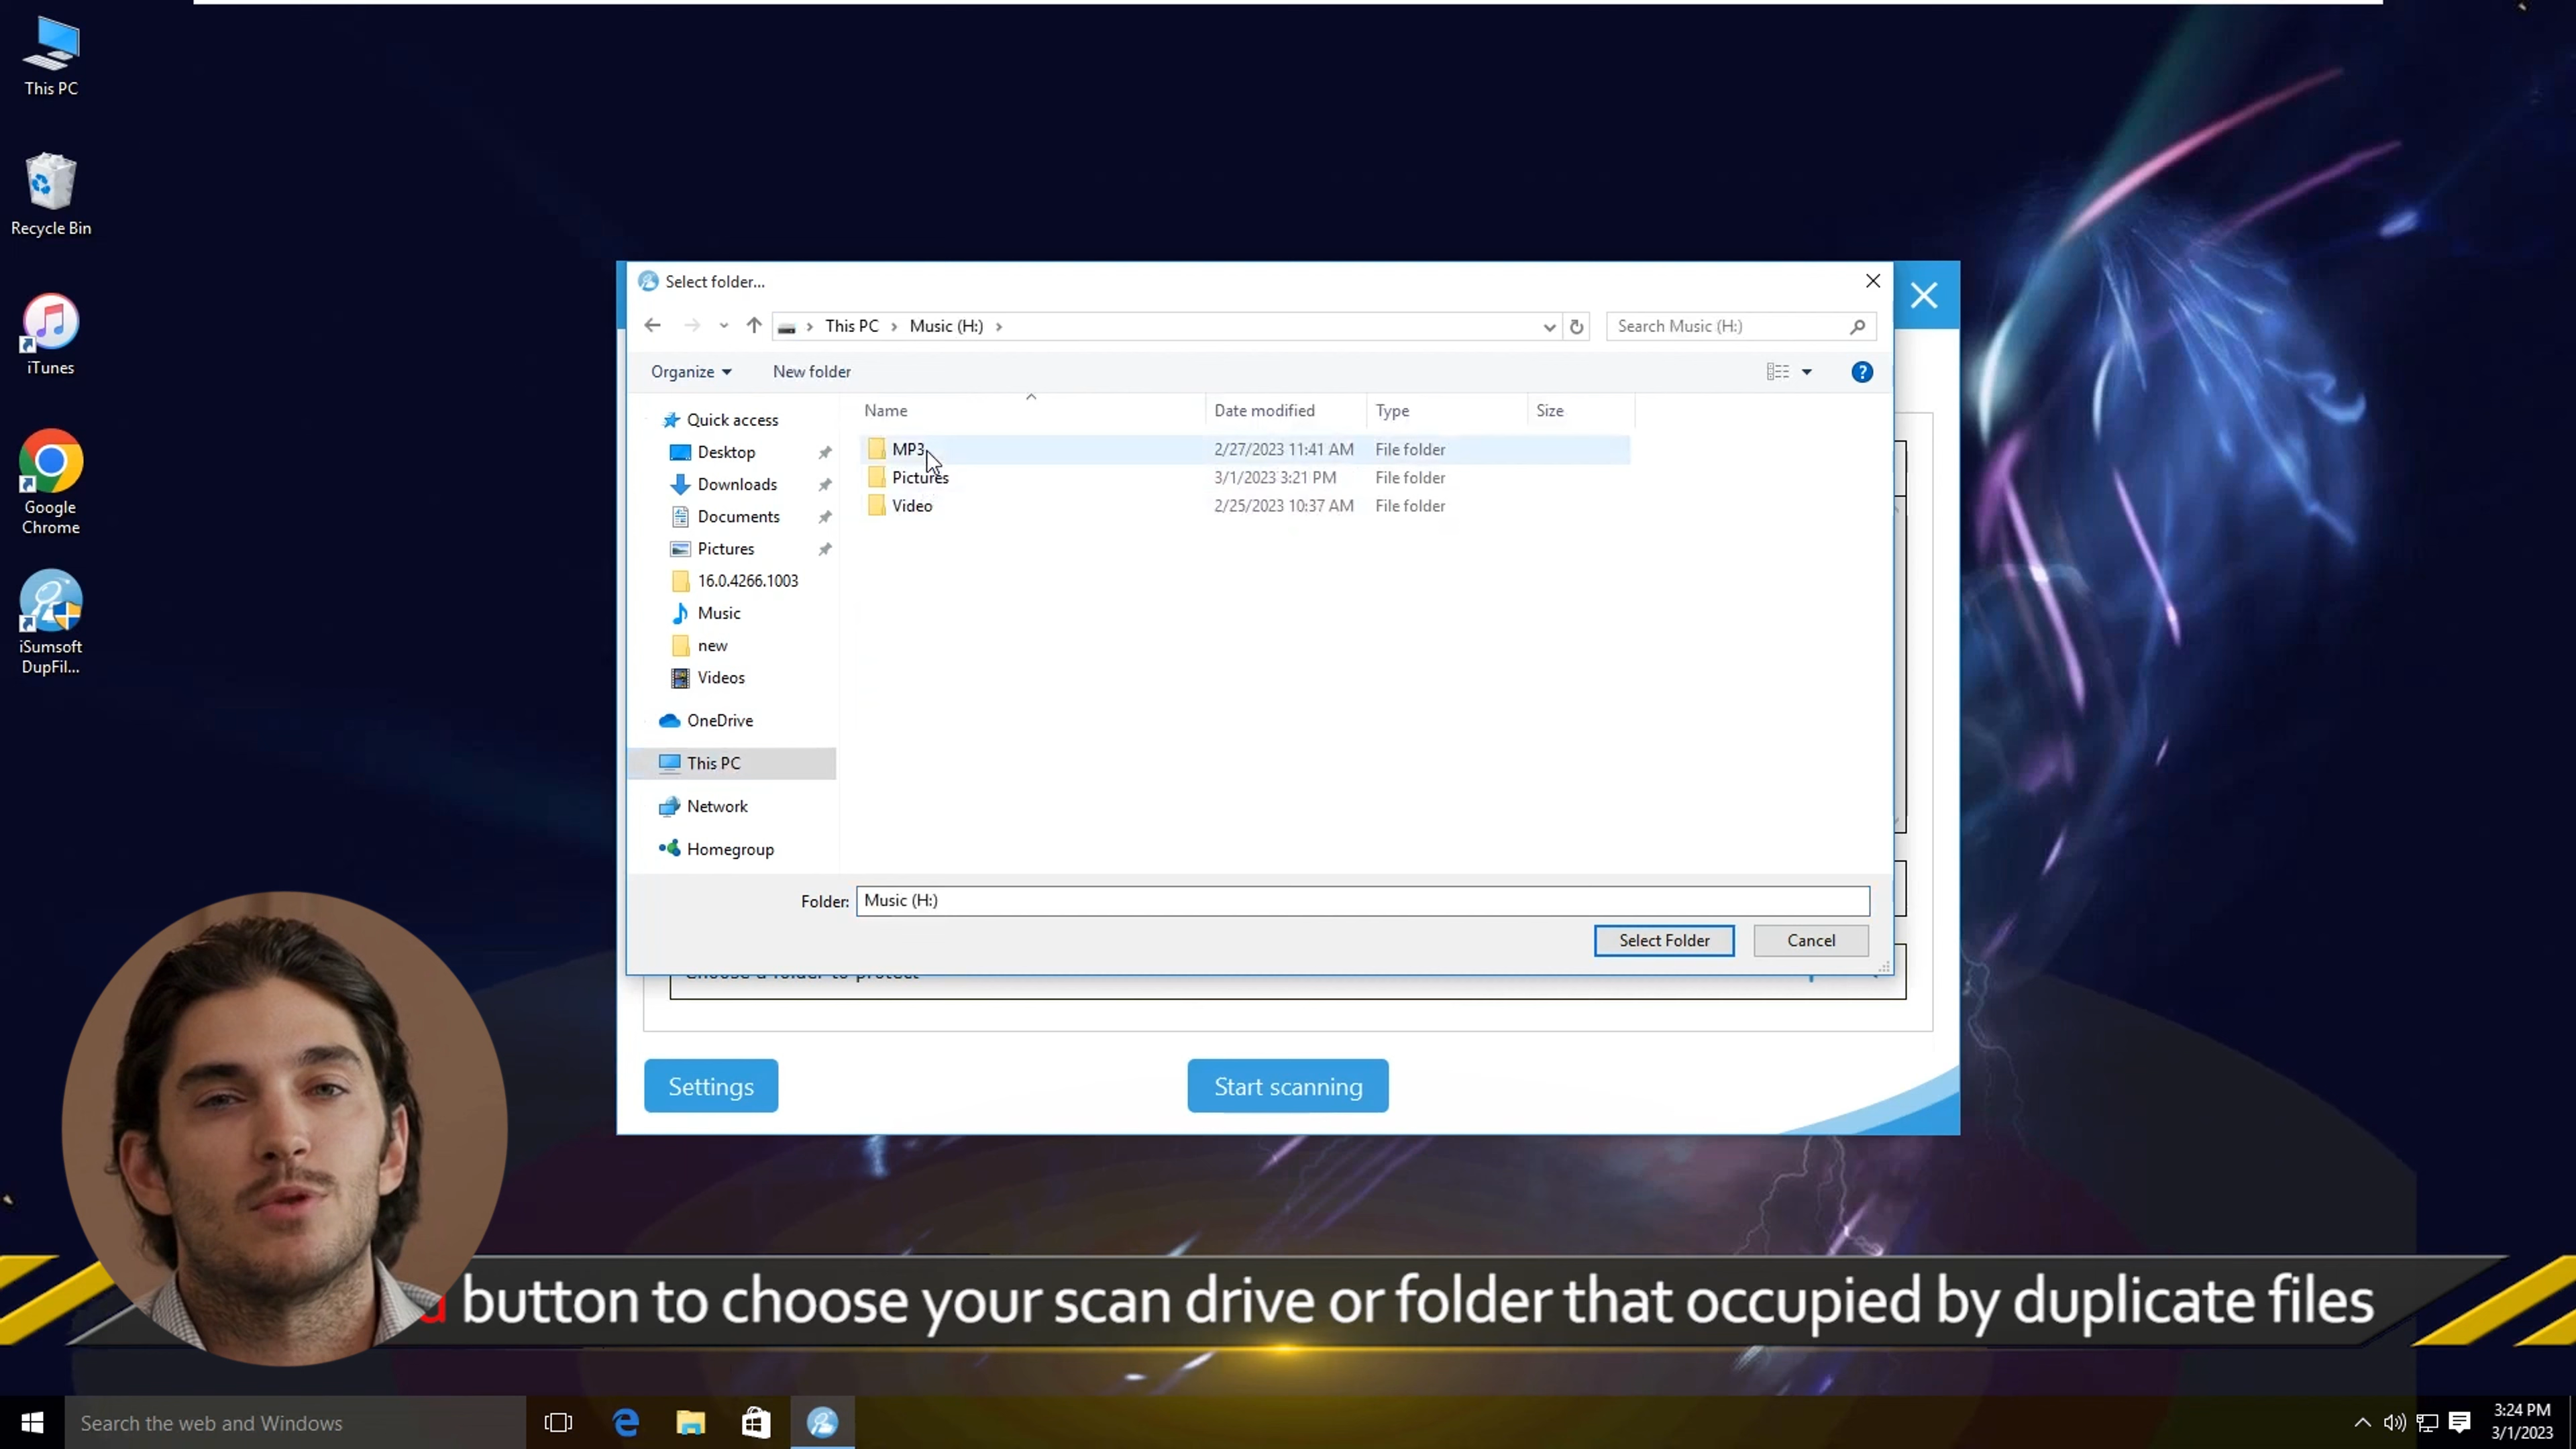 This PC
Recycle Bin
iTunes
Google
Chrome
iSumsoft
DupFil...
Select folder...
This PC
Music (H:)
Search Music (H:)
Organize
New folder
Name
Date modified
Type
Size
Quick access
Desktop
Downloads
Documents
Pictures
16.0.4266.1003
Music
new
Videos
OneDrive
This PC
Network
Homegroup
MP3 2/27/2023 11:41 AM File folder
Pictures 3/1/2023 3:21 PM File folder
Video 2/25/2023 10:37 AM File folder
Folder: Music (H:)
Select Folder
Cancel
Choose a folder to protect
Settings
Start scanning
button to choose your scan drive or folder that occupied by duplicate files
Search the web and Windows
3:24 PM
3/1/2023